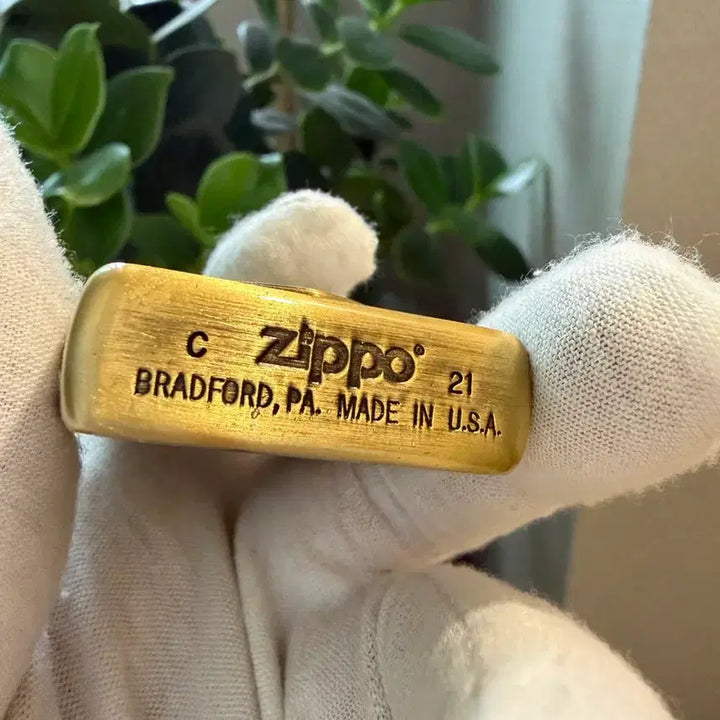 C Zippo® 21
BRADFORD, PA. MADE IN U.S.A.